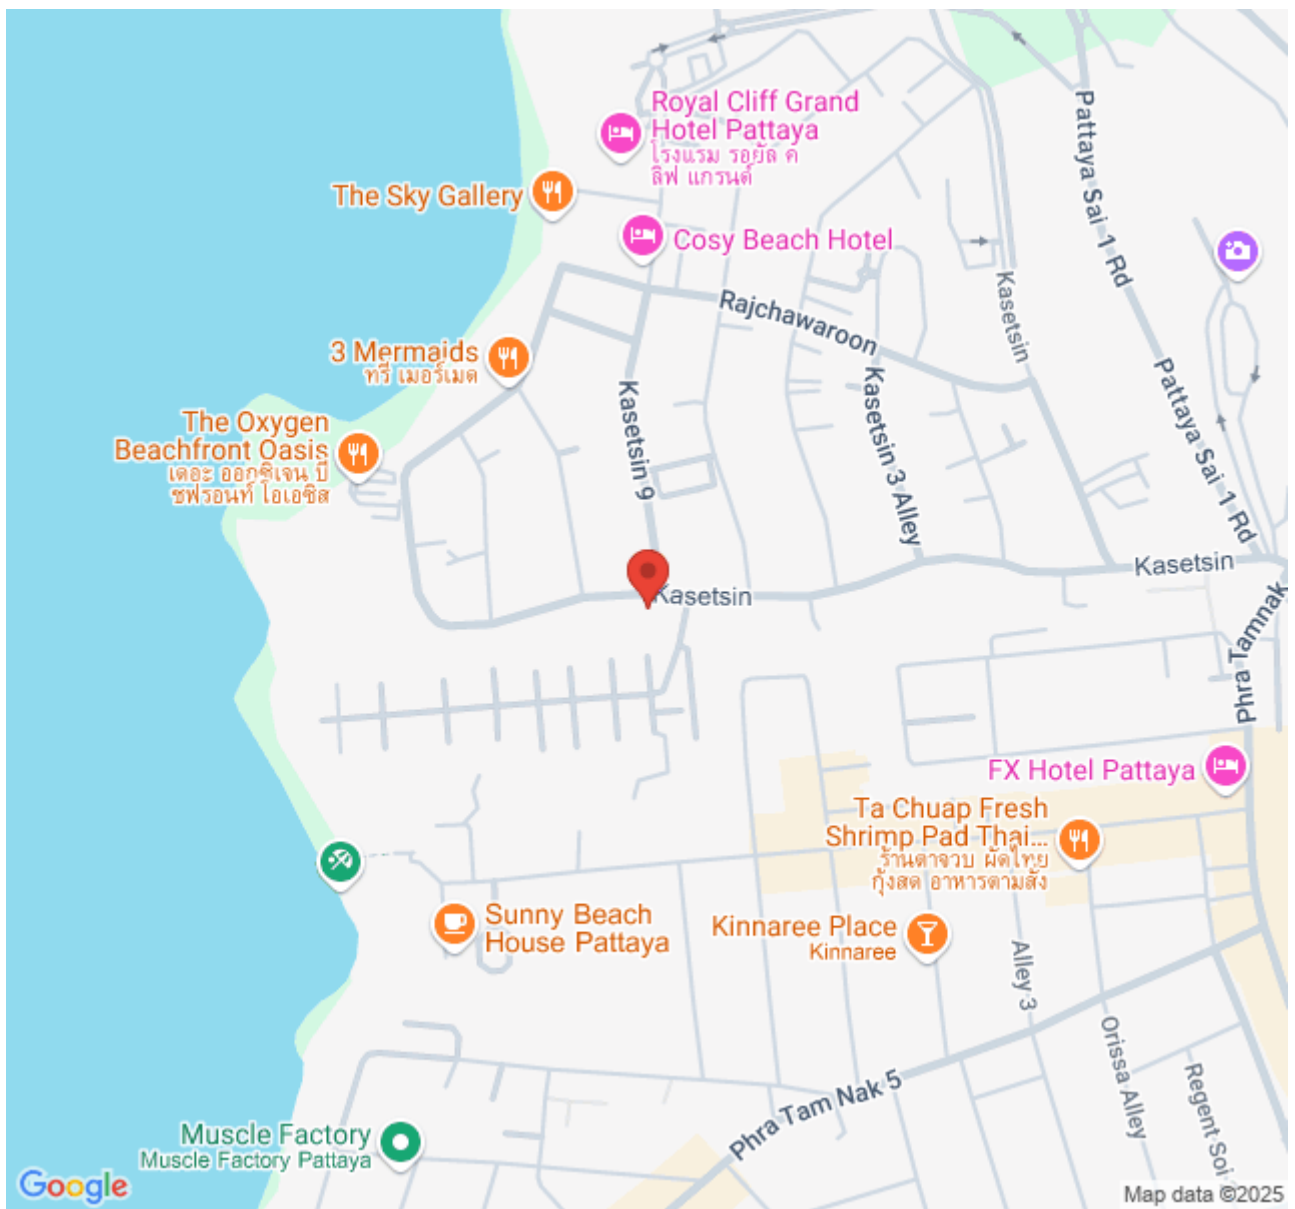 Royal Cliff Grand
Hotel Pattaya
โรงแรม รอยัล ค
ลิฟ แกรนด์
Pattaya Sai 1 Rd
The Sky Gallery
Cosy Beach Hotel
Kasetsin
Rajchawaroon
3 Mermaids
ทรี เมอร์เมด
Kasetsin 9
Kasetsin 3 Alley
Pattaya Sai 1 Rd
The Oxygen
Beachfront Oasis
เดอะ ออกซิเจน บี
ชฟรอนท์ โอเอซิส
Kasetsin
Kasetsin
Phra Tamnak
FX Hotel Pattaya
Ta Chuap Fresh
Shrimp Pad Thai...
ร้านตาจวบ ผัดไทย
กุ้งสด อาหารตามสั่ง
Sunny Beach
House Pattaya
Kinnaree Place
Kinnaree
Alley 3
Orissa Alley
Regent Soi
Phra Tam Nak 5
Muscle Factory
Muscle Factory Pattaya
Google
Map data ©2025